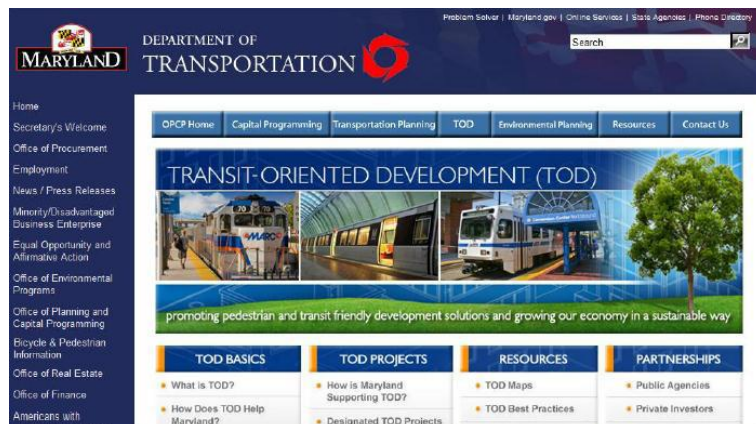 Problem Solver | Maryland.gov | Online Services | State Agencies | Phone Directory
MARYLAND
DEPARTMENT OF
TRANSPORTATION
Search
Home
Secretary's Welcome
Office of Procurement
Employment
News / Press Releases
Minority/Disadvantaged
Business Enterprise
Equal Opportunity and
Affirmative Action
Office of Environmental
Programs
Office of Planning and
Capital Programming
Bicycle & Pedestrian
Information
Office of Real Estate
Office of Finance
Americans with
OPCP Home Capital Programming Transportation Planning TOD Environmental Planning Resources Contact Us
TRANSIT-ORIENTED DEVELOPMENT (TOD)
MARC
promoting pedestrian and transit friendly development solutions and growing our economy in a sustainable way
TOD BASICS
What is TOD?
How Does TOD Help
Maryland?
TOD PROJECTS
How is Maryland
Supporting TOD?
Designated TOD Projects
RESOURCES
TOD Maps
TOD Best Practices
PARTNERSHIPS
Public Agencies
Private Investors